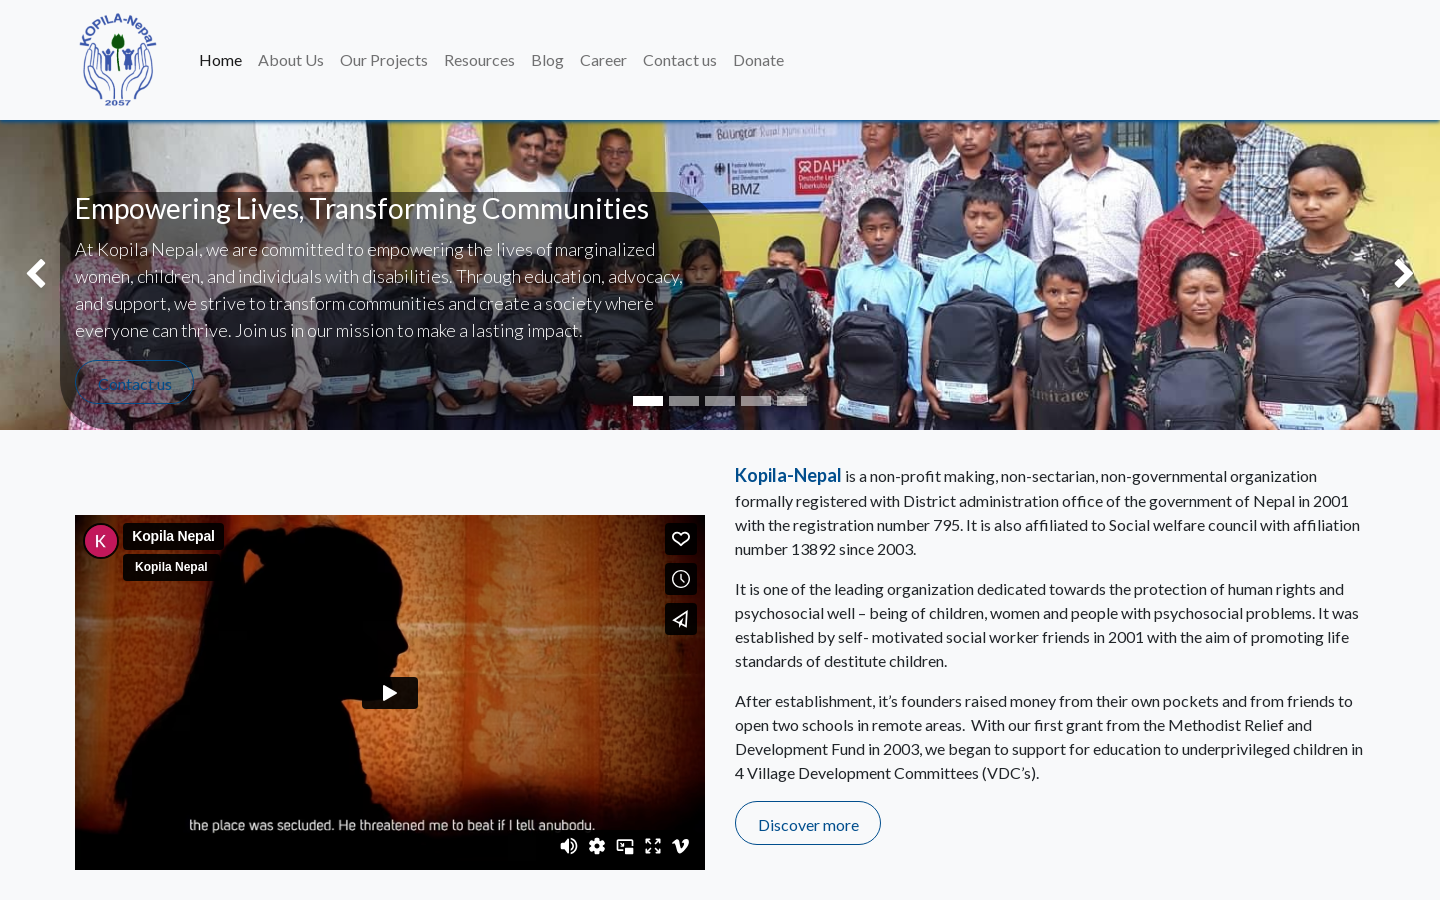 KOPILA-Nepal
2057
Home About Us Our Projects Resources Blog Career Contact us Donate
Venue Bulingtar Rural Municipality
Federal Ministry
for Economic Cooperation
and Development
BMZ
DAHW
Deutsche
Tuberkulose
Empowering Lives, Transforming Communities
At Kopila Nepal, we are committed to empowering the lives of marginalized
women, children, and individuals with disabilities. Through education, advocacy,
and support, we strive to transform communities and create a society where
everyone can thrive. Join us in our mission to make a lasting impact.
Contact us
Kopila-Nepal is a non-profit making, non-sectarian, non-governmental organization
formally registered with District administration office of the government of Nepal in 2001
with the registration number 795. It is also affiliated to Social welfare council with affiliation
number 13892 since 2003.
It is one of the leading organization dedicated towards the protection of human rights and
psychosocial well – being of children, women and people with psychosocial problems. It was
established by self- motivated social worker friends in 2001 with the aim of promoting life
standards of destitute children.
After establishment, it’s founders raised money from their own pockets and from friends to
open two schools in remote areas.  With our first grant from the Methodist Relief and
Development Fund in 2003, we began to support for education to underprivileged children in
4 Village Development Committees (VDC’s).
Discover more
K
Kopila Nepal
Kopila Nepal
the place was secluded. He threatened me to beat if I tell anybody.